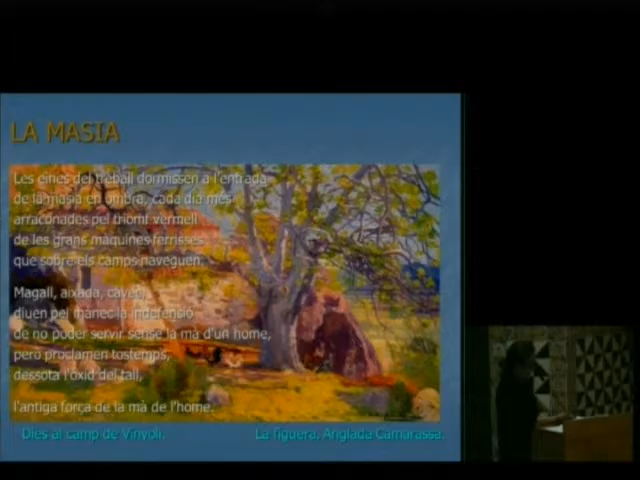 LA MASIA
Les eines del treball dormissen a l'entrada
de la masia en ombra, cada dia més
arraconades pel triomf vermell
de les grans màquines ferrisses
que sobre els camps naveguen.
Magall, aixada, càvec,
diuen pel mànec la indefensió
de no poder servir sense la mà d'un home,
però proclamen tostemps,
dessota l'òxid del tall,
l'antiga força de la mà de l'home.
Dies al camp de Vinyoli.
La figuera. Anglada Camarassa.